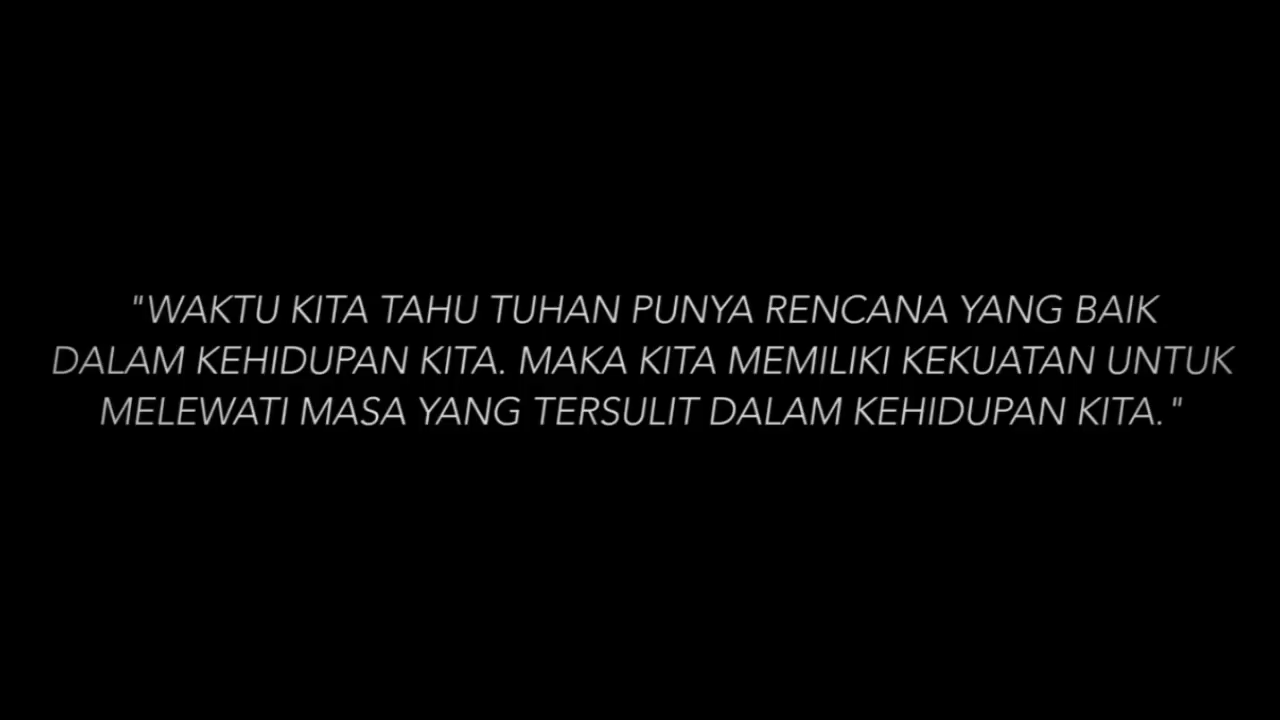 "WAKTU KITA TAHU TUHAN PUNYA RENCANA YANG BAIK
DALAM KEHIDUPAN KITA. MAKA KITA MEMILIKI KEKUATAN UNTUK
MELEWATI MASA YANG TERSULIT DALAM KEHIDUPAN KITA."